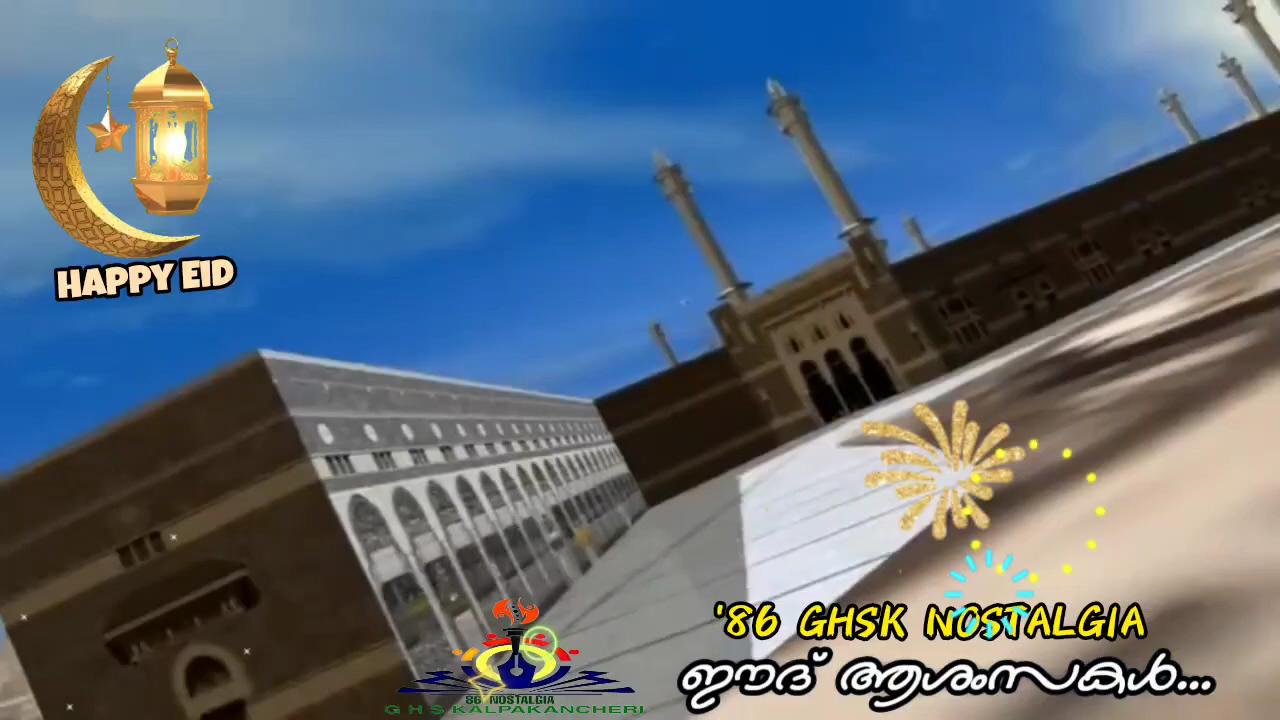 HAPPY EID
'86 GHSK NOSTALGIA
ഈദ് ആശംസകൾ...
86 NOSTALGIA
G H S KALPAKANCHERI